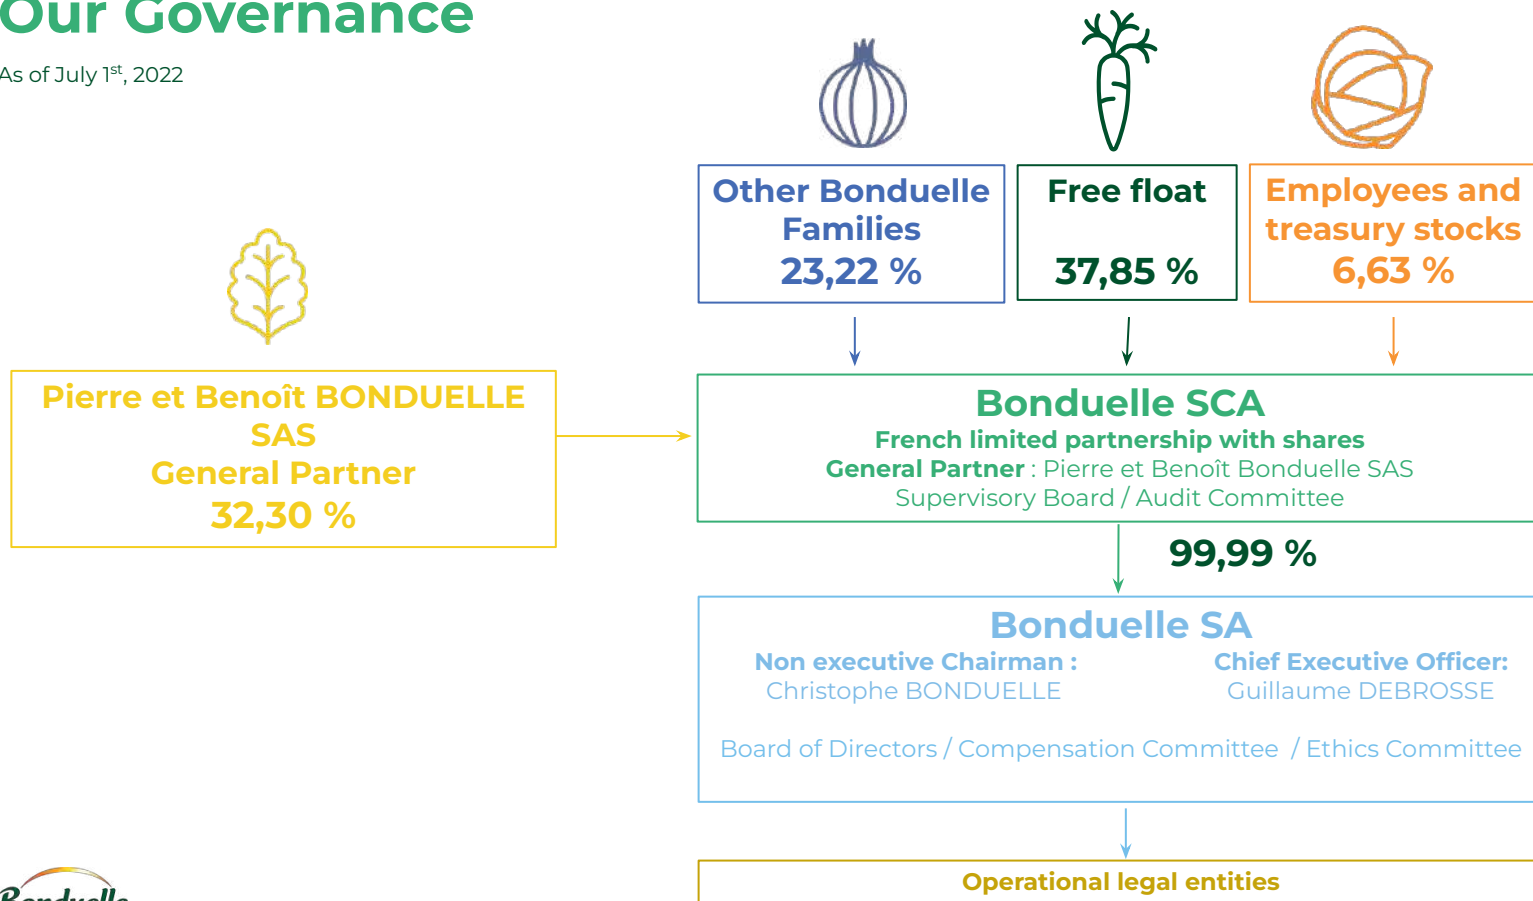 Our Governance
As of July 1st, 2022
Other Bonduelle
Families
23,22 %
Free float
37,85 %
Employees and
treasury stocks
6,63 %
Pierre et Benoît BONDUELLE
SAS
General Partner
32,30 %
Bonduelle SCA
French limited partnership with shares
General Partner : Pierre et Benoît Bonduelle SAS
Supervisory Board / Audit Committee
99,99 %
Bonduelle SA
Non executive Chairman :
Christophe BONDUELLE
Chief Executive Officer:
Guillaume DEBROSSE
Board of Directors / Compensation Committee / Ethics Committee
Operational legal entities
Bonduelle